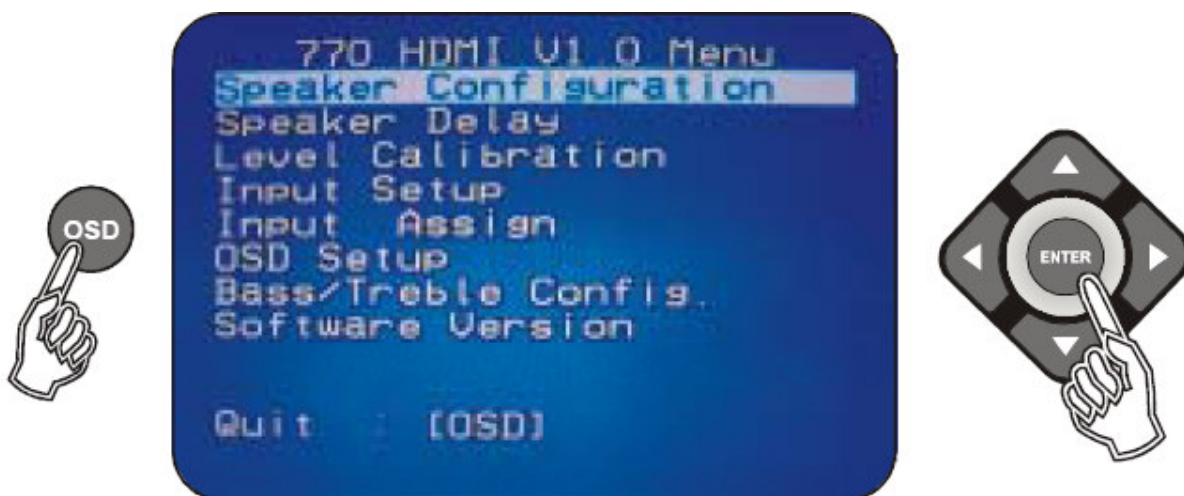 OSD
770 HDMI V1 0 Menu
Speaker Configuration
Speaker Delay
Level Calibration
Input Setup
Input Assign
OSD Setup
Bass/Treble Config.
Software Version
Quit : [OSD]
ENTER